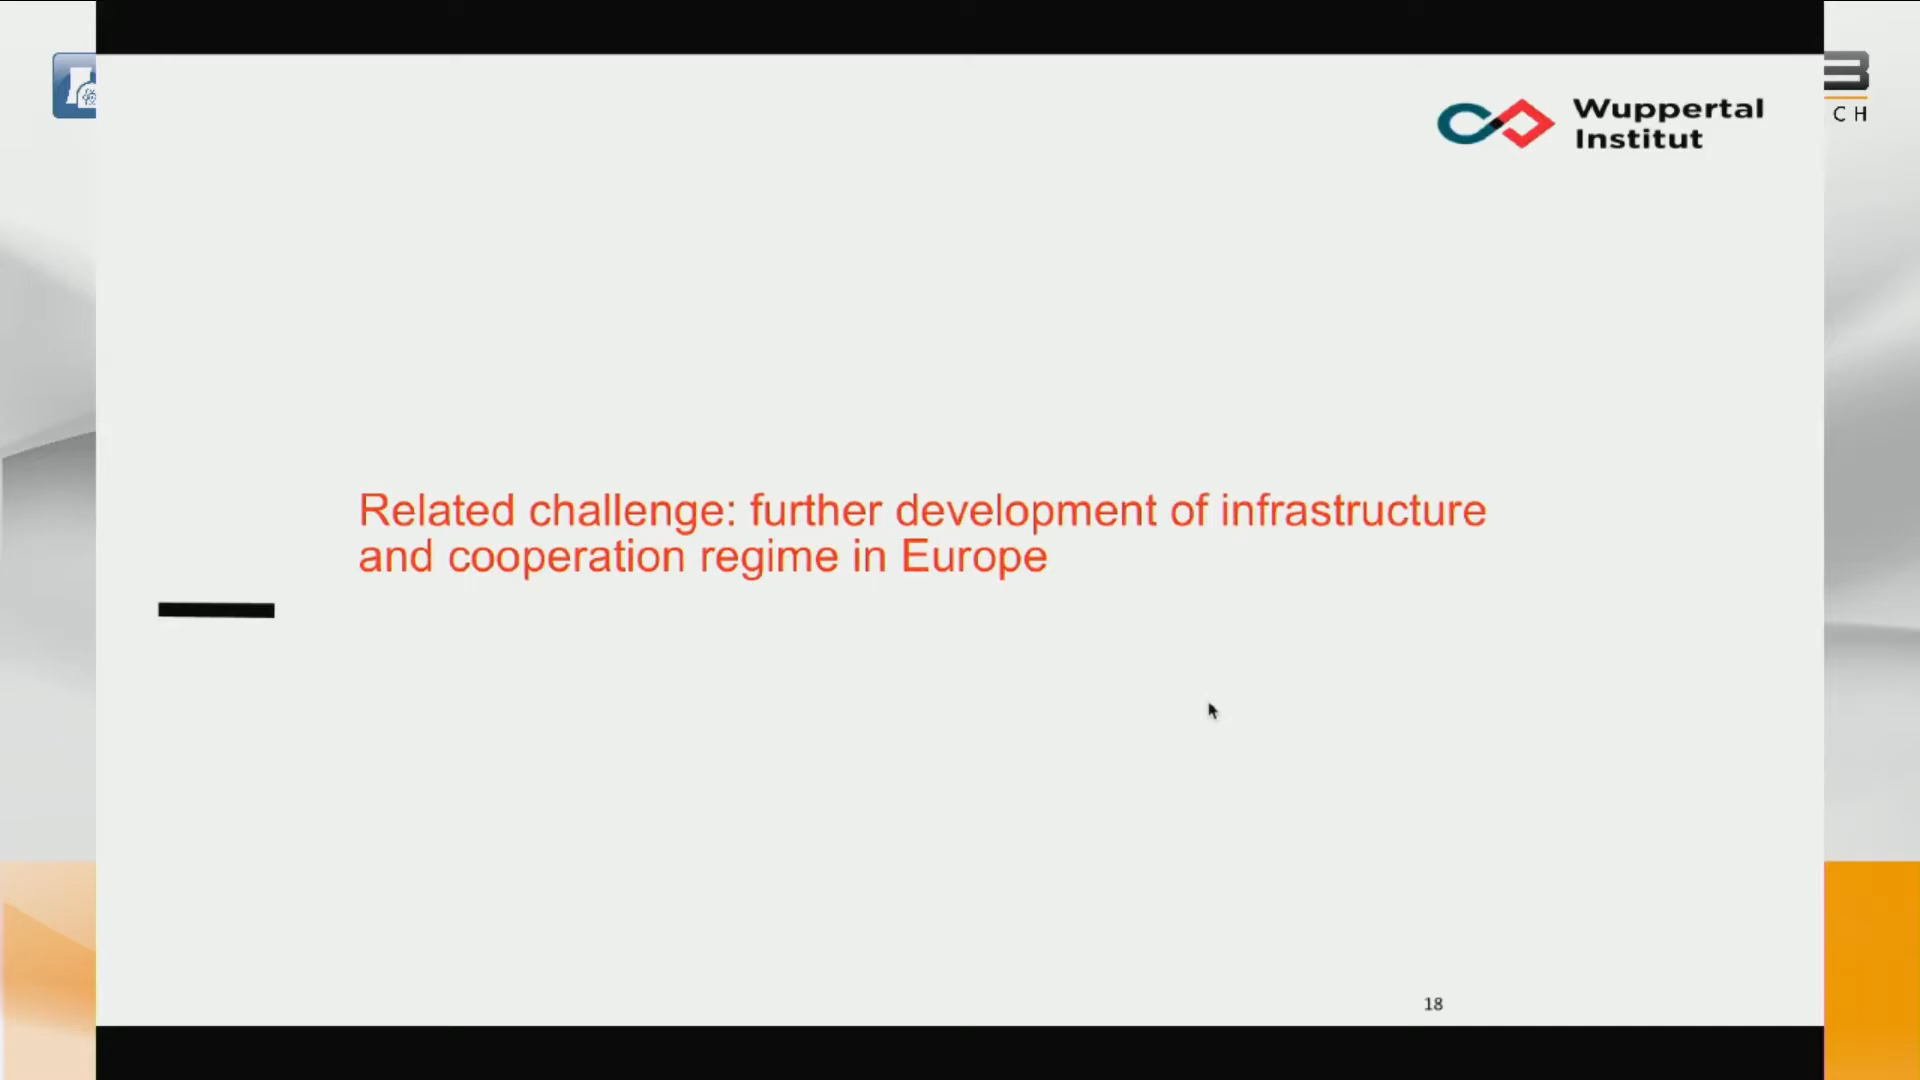 Wuppertal
Institut
CH
Related challenge: further development of infrastructure
and cooperation regime in Europe
18